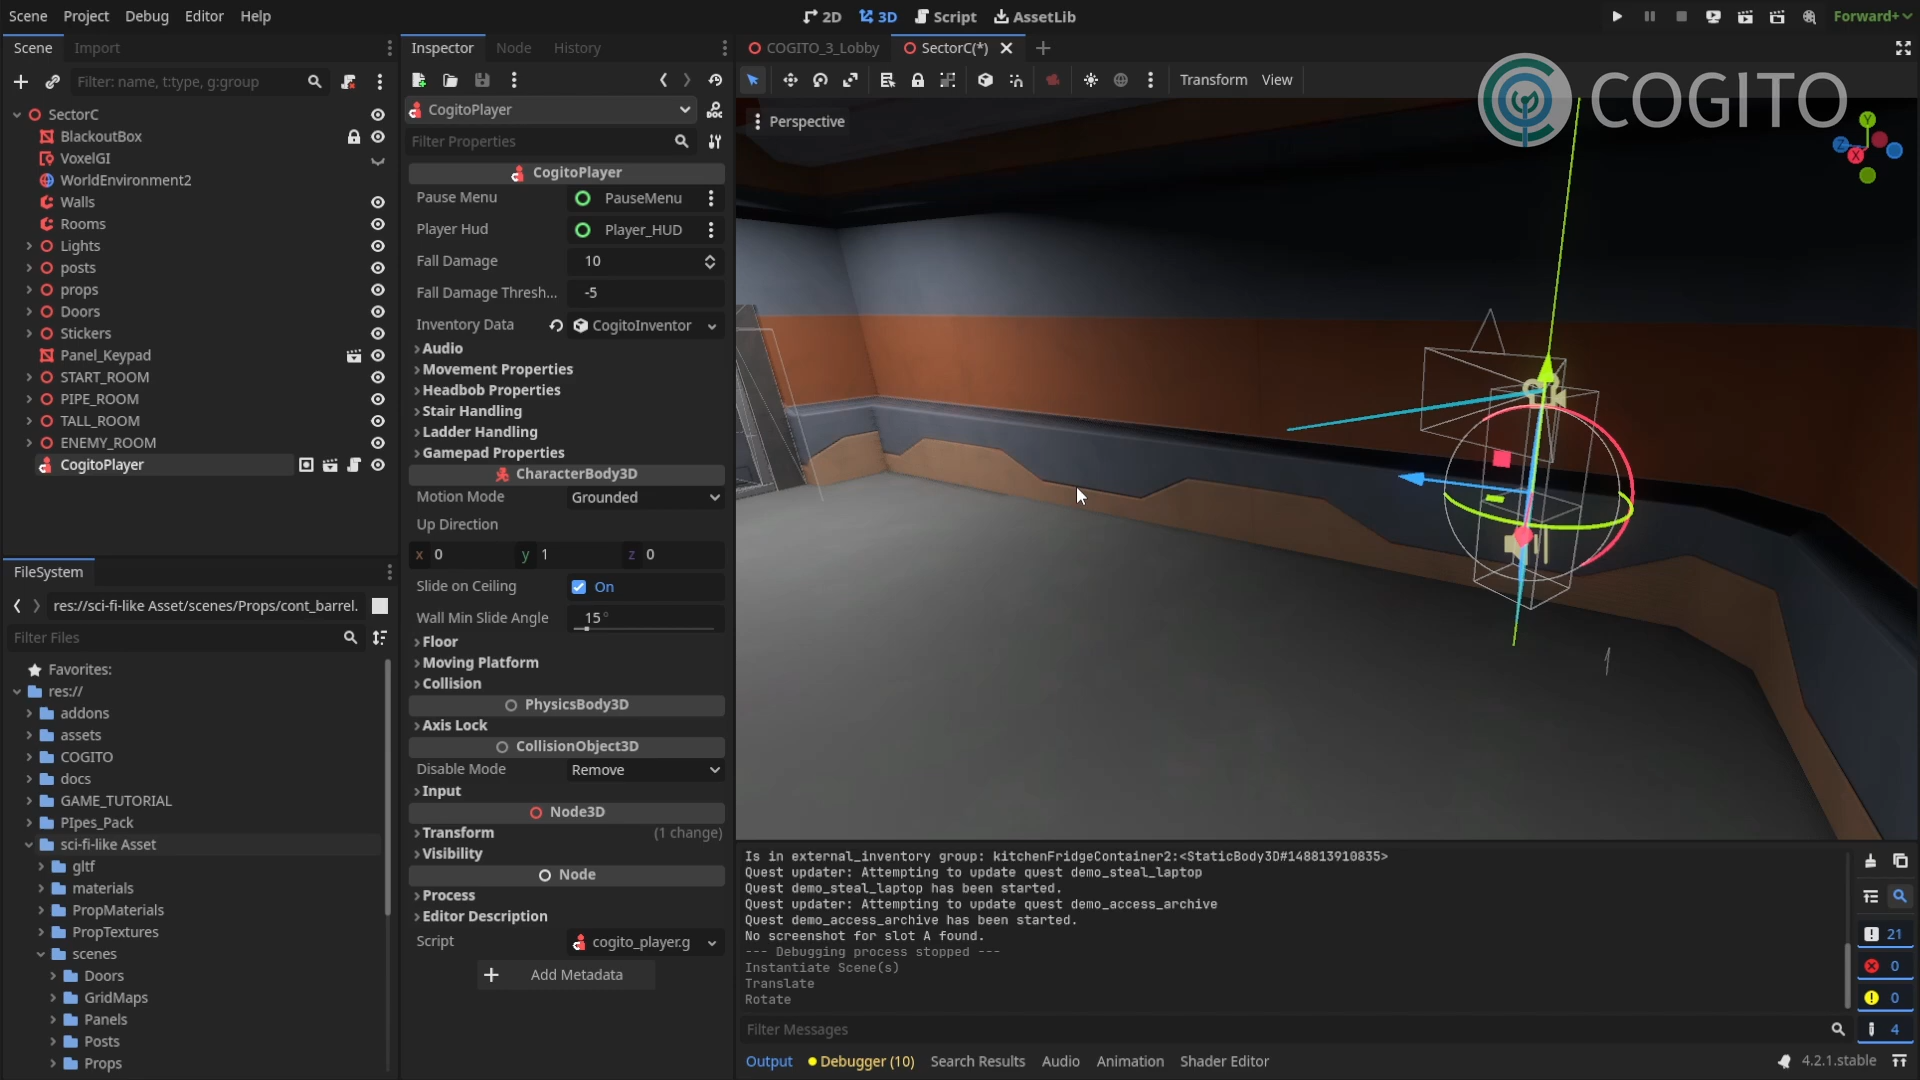 Scene Project Debug Editor Help
2D 3D Script AssetLib
Forward+
Scene Import
Filter: name, t:type, g:group
SectorC
BlackoutBox
VoxelGI
WorldEnvironment2
Walls
Rooms
Lights
posts
props
Doors
Stickers
Panel_Keypad
START_ROOM
PIPE_ROOM
TALL_ROOM
ENEMY_ROOM
CogitoPlayer
FileSystem
res://sci-fi-like Asset/scenes/Props/cont_barrel.
Filter Files
Favorites:
res://
addons
assets
COGITO
docs
GAME_TUTORIAL
PIpes_Pack
sci-fi-like Asset
gltf
materials
PropMaterials
PropTextures
scenes
Doors
GridMaps
Panels
Posts
Props
Inspector Node History
CogitoPlayer
Filter Properties
CogitoPlayer
Pause Menu PauseMenu
Player Hud Player_HUD
Fall Damage 10
Fall Damage Thresh... -5
Inventory Data CogitoInventor
Audio
Movement Properties
Headbob Properties
Stair Handling
Ladder Handling
Gamepad Properties
CharacterBody3D
Motion Mode Grounded
Up Direction
x 0 y 1 z 0
Slide on Ceiling On
Wall Min Slide Angle 15°
Floor
Moving Platform
Collision
PhysicsBody3D
Axis Lock
CollisionObject3D
Disable Mode Remove
Input
Node3D
Transform (1 change)
Visibility
Node
Process
Editor Description
Script cogito_player.g
Add Metadata
COGITO_3_Lobby SectorC(*)
Transform View
Perspective
COGITO
Y
Z X
Is in external_inventory group: kitchenFridgeContainer2:<StaticBody3D#148813910835>
Quest updater: Attempting to update quest demo_steal_laptop
Quest demo_steal_laptop has been started.
Quest updater: Attempting to update quest demo_access_archive
Quest demo_access_archive has been started.
No screenshot for slot A found.
--- Debugging process stopped ---
Instantiate Scene(s)
Translate
Rotate
21
0
0
4
Filter Messages
Output Debugger (10) Search Results Audio Animation Shader Editor
4.2.1.stable